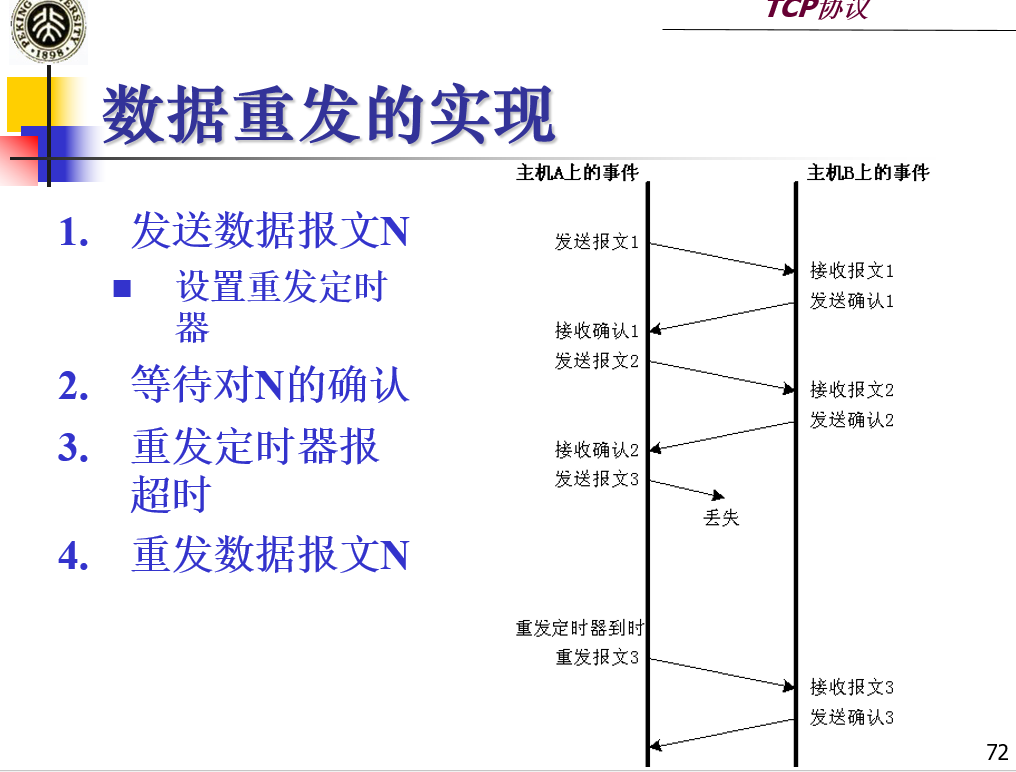 PEKING UNIVERSITY
1898
TCP协议
数据重发的实现
1. 发送数据报文N
■ 设置重发定时
器
2. 等待对N的确认
3. 重发定时器报
超时
4. 重发数据报文N
主机A上的事件
主机B上的事件
发送报文1
接收报文1
发送确认1
接收确认1
发送报文2
接收报文2
发送确认2
接收确认2
发送报文3
丢失
重发定时器到时
重发报文3
接收报文3
发送确认3
72